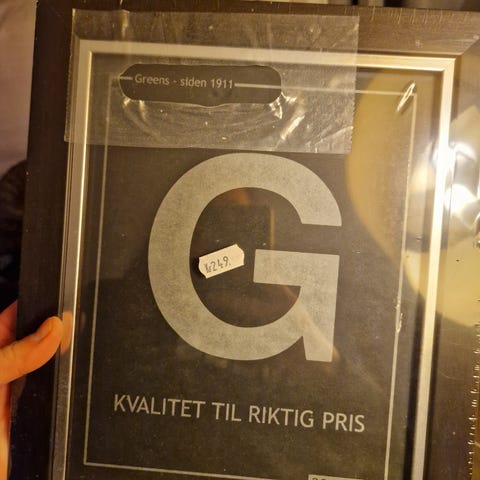 Greens - siden 1911
G
kr249.
KVALITET TIL RIKTIG PRIS